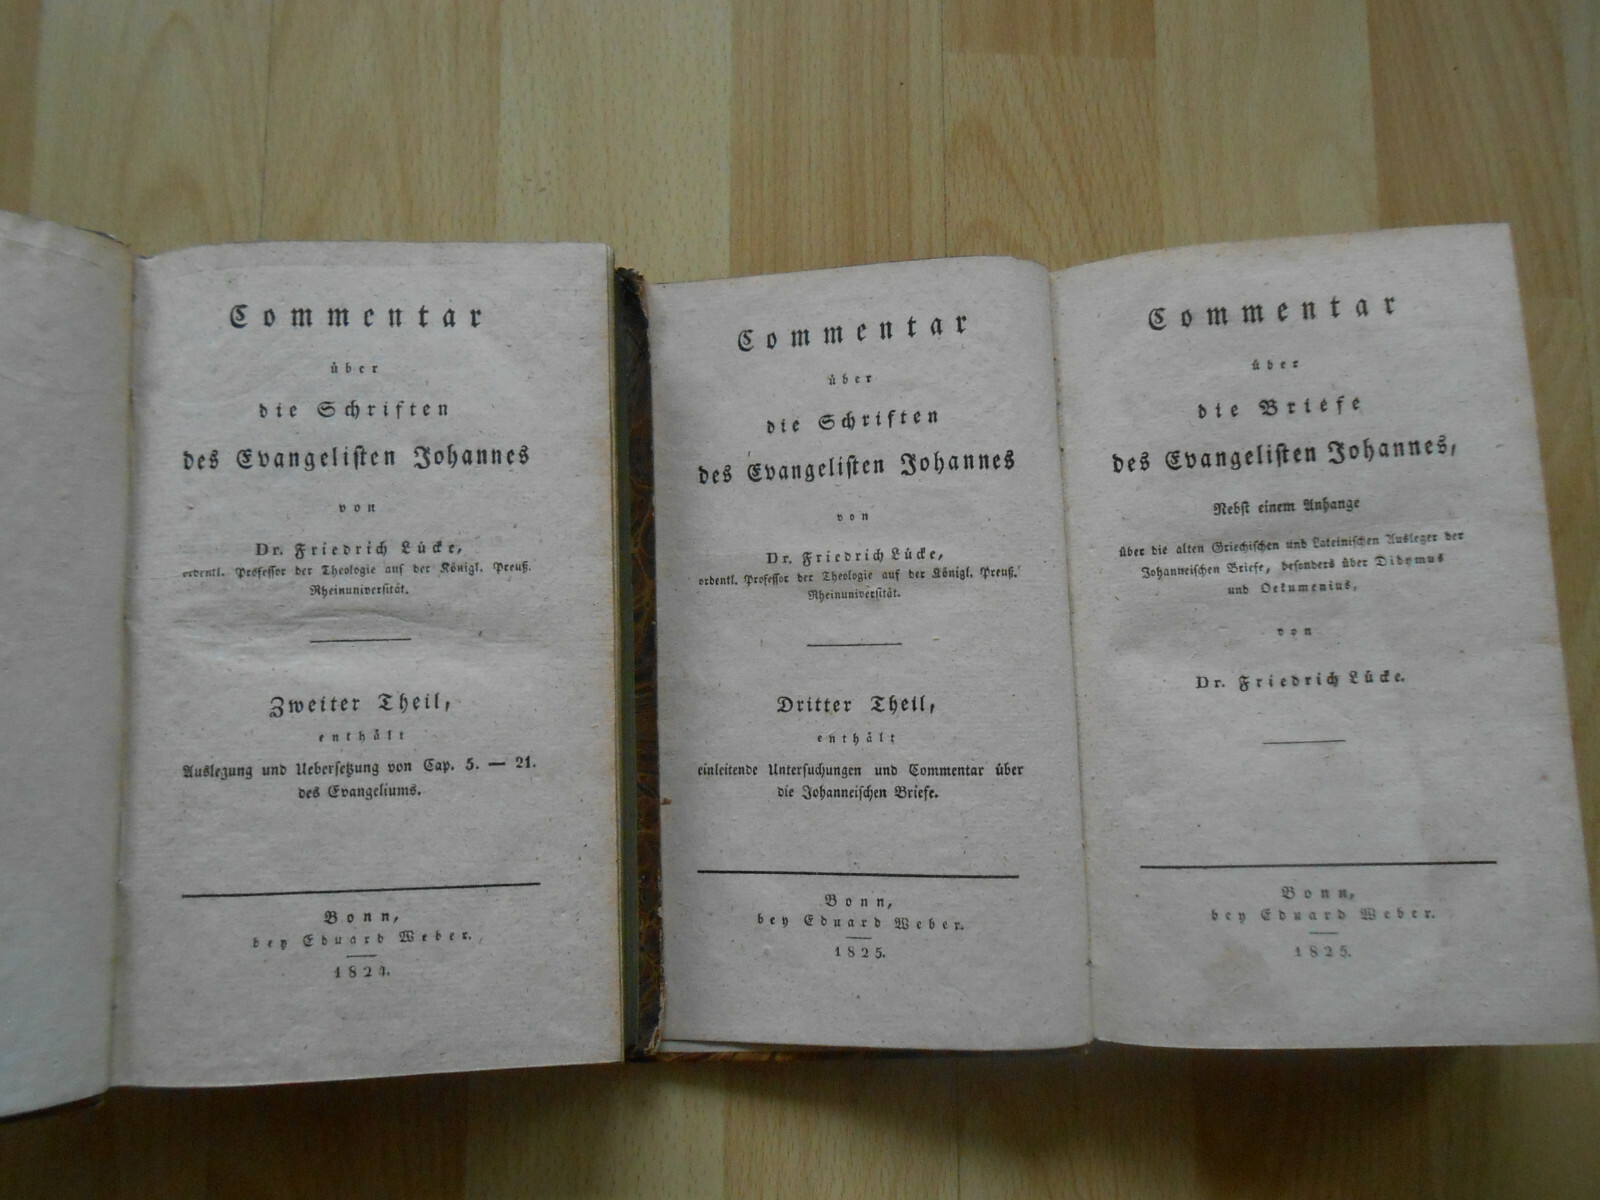 Commentar
über
die Schriften
des Evangelisten Johannes
von
Dr. Friedrich Lücke,
ordentl. Professor der Theologie auf der Königl. Preuß.
Rheinuniversität.
Zweiter Theil,
enthält
Auslegung und Uebersetzung von Cap. 5. — 21.
des Evangeliums.
Bonn,
bey Eduard Weber.
1824.
Commentar
über
die Schriften
des Evangelisten Johannes
von
Dr. Friedrich Lücke,
ordentl. Professor der Theologie auf der Königl. Preuß.
Rheinuniversität.
Dritter Theil,
enthält
einleitende Untersuchungen und Commentar über
die Johanneischen Briefe.
Bonn,
bey Eduard Weber.
1825.
Commentar
über
die Briefe
des Evangelisten Johannes,
Nebst einem Anhange
über die alten Griechischen und Lateinischen Ausleger der
Johanneischen Briefe, besonders über Didymus
und Oekumenius,
von
Dr. Friedrich Lücke.
Bonn,
bey Eduard Weber.
1825.